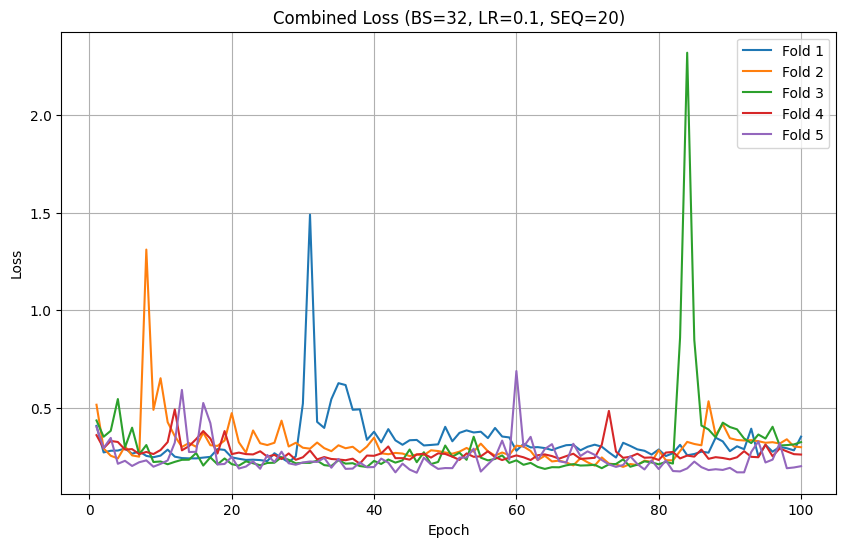 Combined Loss (BS=32, LR=0.1, SEQ=20)
Fold 1
Fold 2
Fold 3
Fold 4
Fold 5
2.0
1.5
1.0
0.5
Loss
0 20 40 60 80 100
Epoch